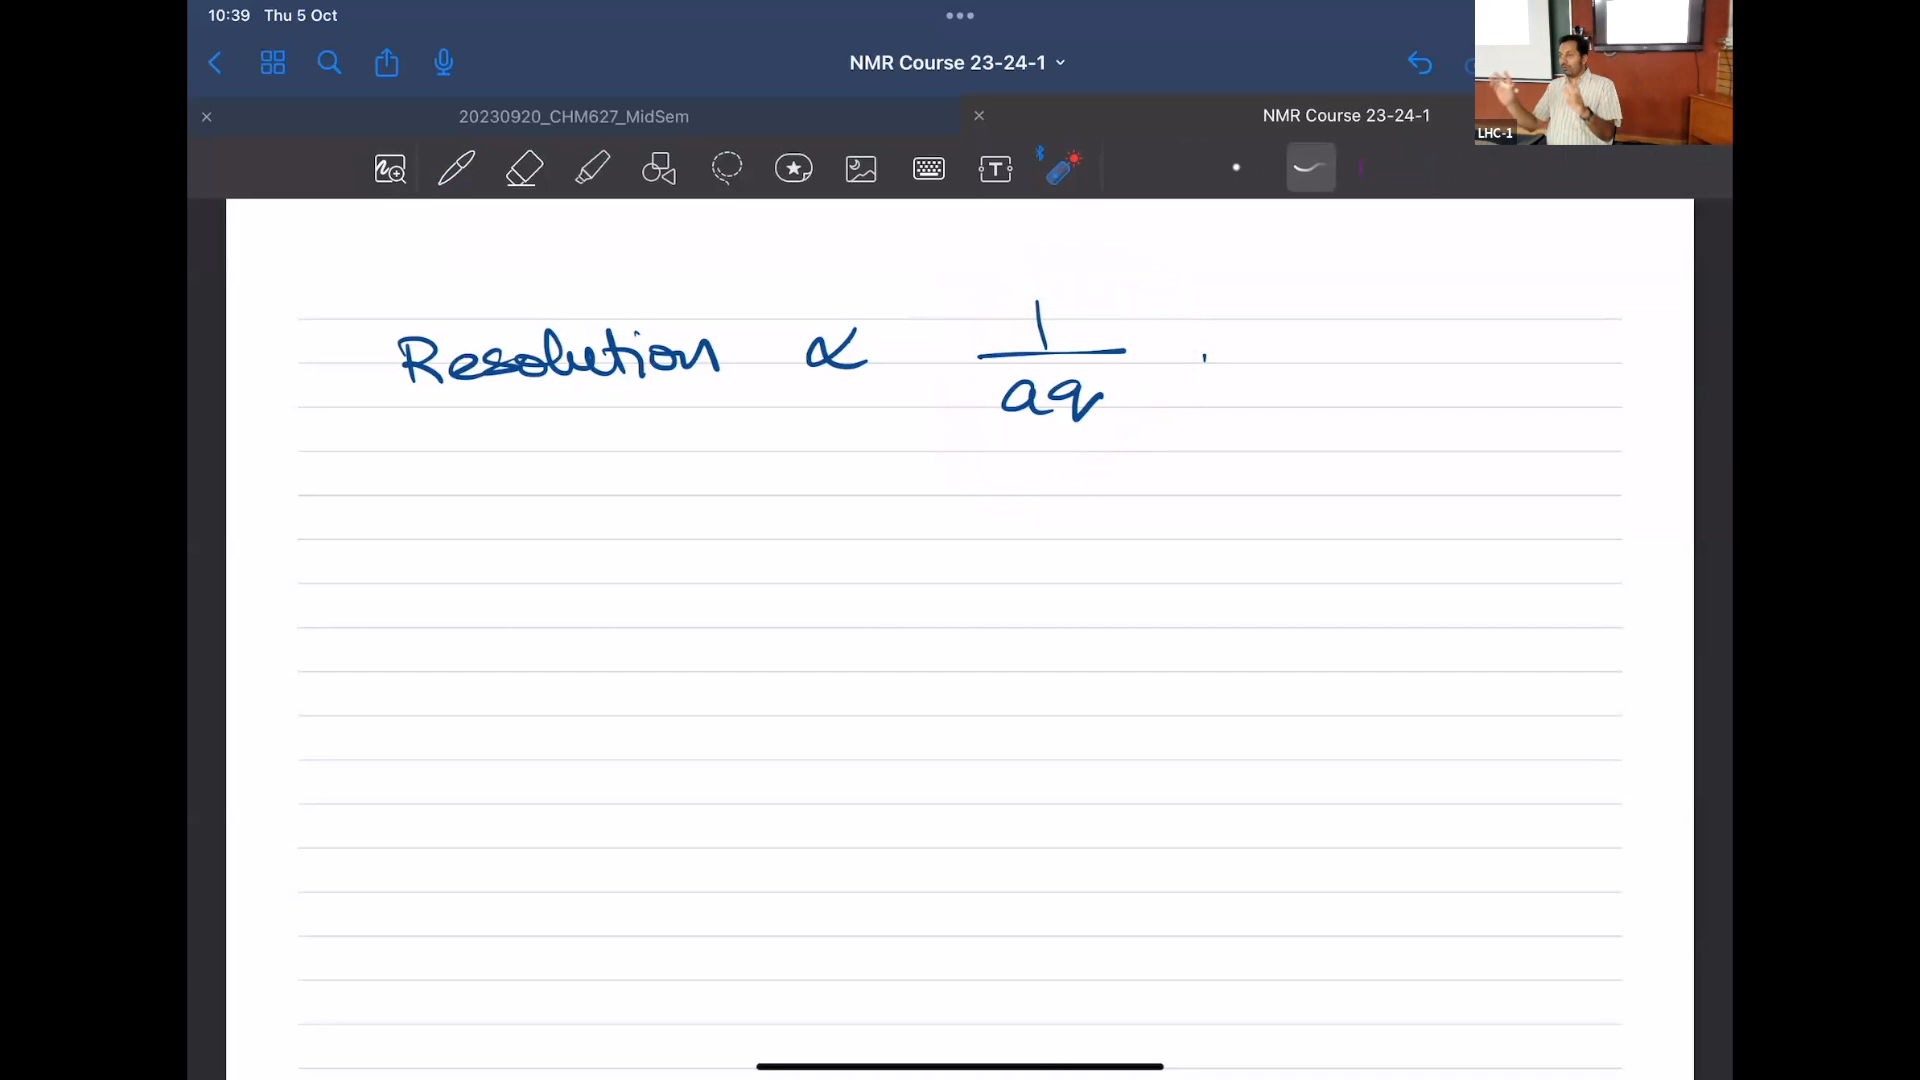 10:39 Thu 5 Oct
NMR Course 23-24-1
20230920_CHM627_MidSem
NMR Course 23-24-1
LHC-1
T
Resolution ∝ 1/aq